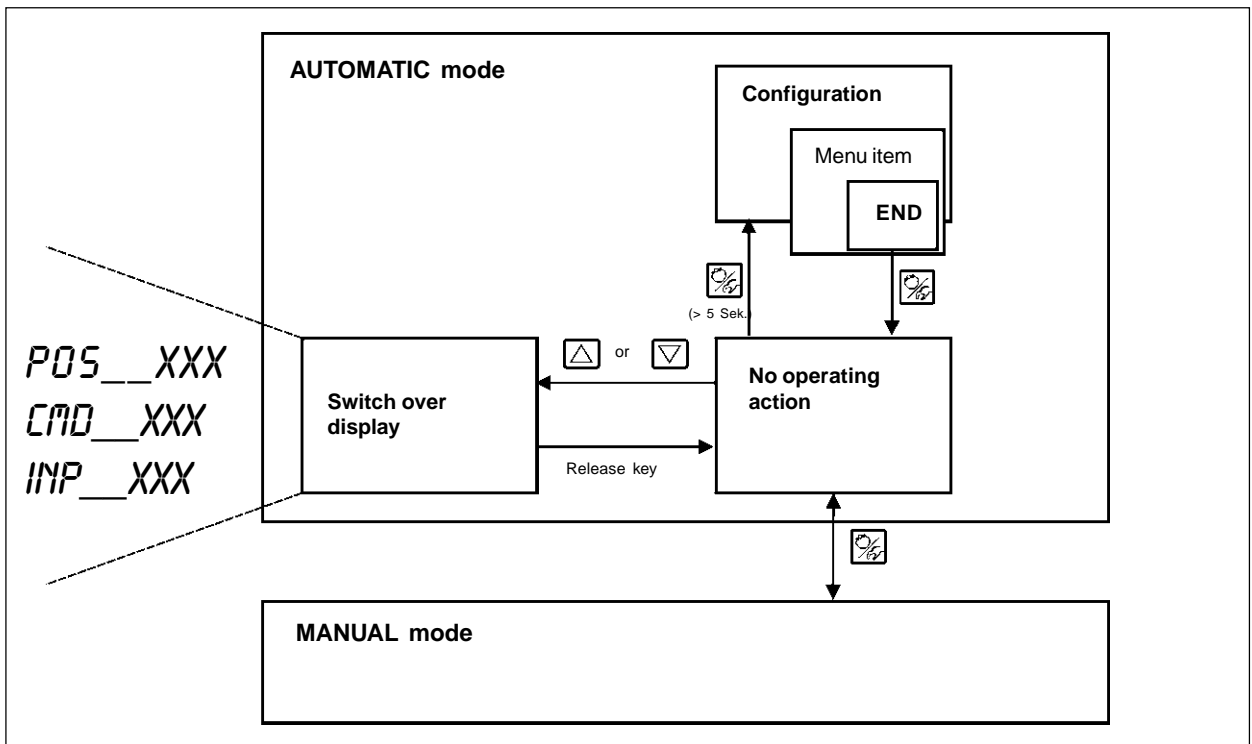 AUTOMATIC mode
Configuration
Menu item
END
(> 5 Sek.)
POS__XXX
CMD__XXX
INP__XXX
Switch over
display
or
Release key
No operating
action
MANUAL mode